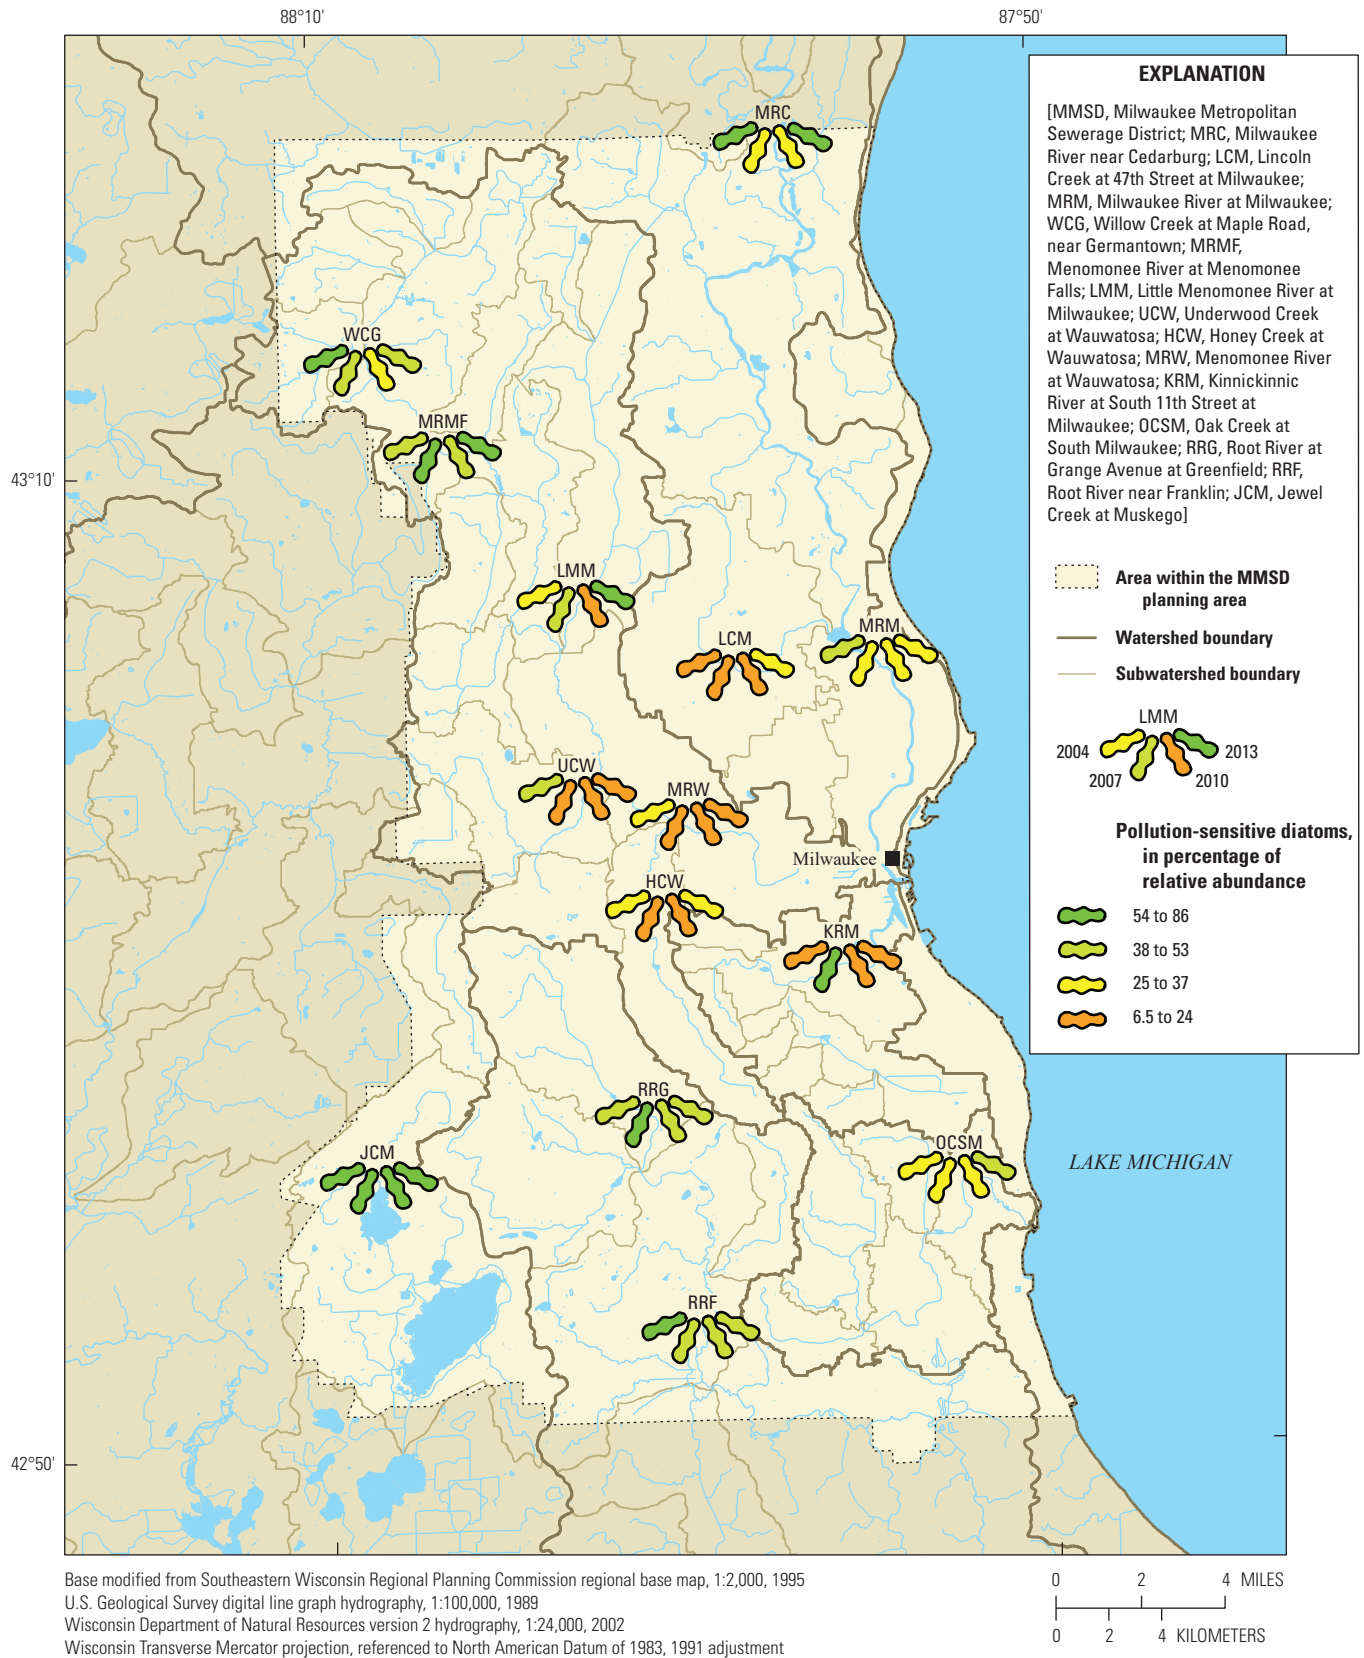 88°10'
87°50'
EXPLANATION
[MMSD, Milwaukee Metropolitan
Sewerage District; MRC, Milwaukee
River near Cedarburg; LCM, Lincoln
Creek at 47th Street at Milwaukee;
MRM, Milwaukee River at Milwaukee;
WCG, Willow Creek at Maple Road,
near Germantown; MRMF,
Menomonee River at Menomonee
Falls; LMM, Little Menomonee River at
Milwaukee; UCW, Underwood Creek
at Wauwatosa; HCW, Honey Creek at
Wauwatosa; MRW, Menomonee River
at Wauwatosa; KRM, Kinnickinnic
River at South 11th Street at
Milwaukee; OCSM, Oak Creek at
South Milwaukee; RRG, Root River at
Grange Avenue at Greenfield; RRF,
Root River near Franklin; JCM, Jewel
Creek at Muskego]
Area within the MMSD
planning area
Watershed boundary
Subwatershed boundary
LMM
2004
2013
2007
2010
Pollution-sensitive diatoms,
in percentage of
relative abundance
54 to 86
38 to 53
25 to 37
6.5 to 24
MRC
WCG
MRMF
43°10'
LMM
LCM
MRM
UCW
MRW
Milwaukee
HCW
KRM
RRG
JCM
OCSM
LAKE MICHIGAN
RRF
42°50'
Base modified from Southeastern Wisconsin Regional Planning Commission regional base map, 1:2,000, 1995
U.S. Geological Survey digital line graph hydrography, 1:100,000, 1989
Wisconsin Department of Natural Resources version 2 hydrography, 1:24,000, 2002
Wisconsin Transverse Mercator projection, referenced to North American Datum of 1983, 1991 adjustment
0 2 4 MILES
0 2 4 KILOMETERS